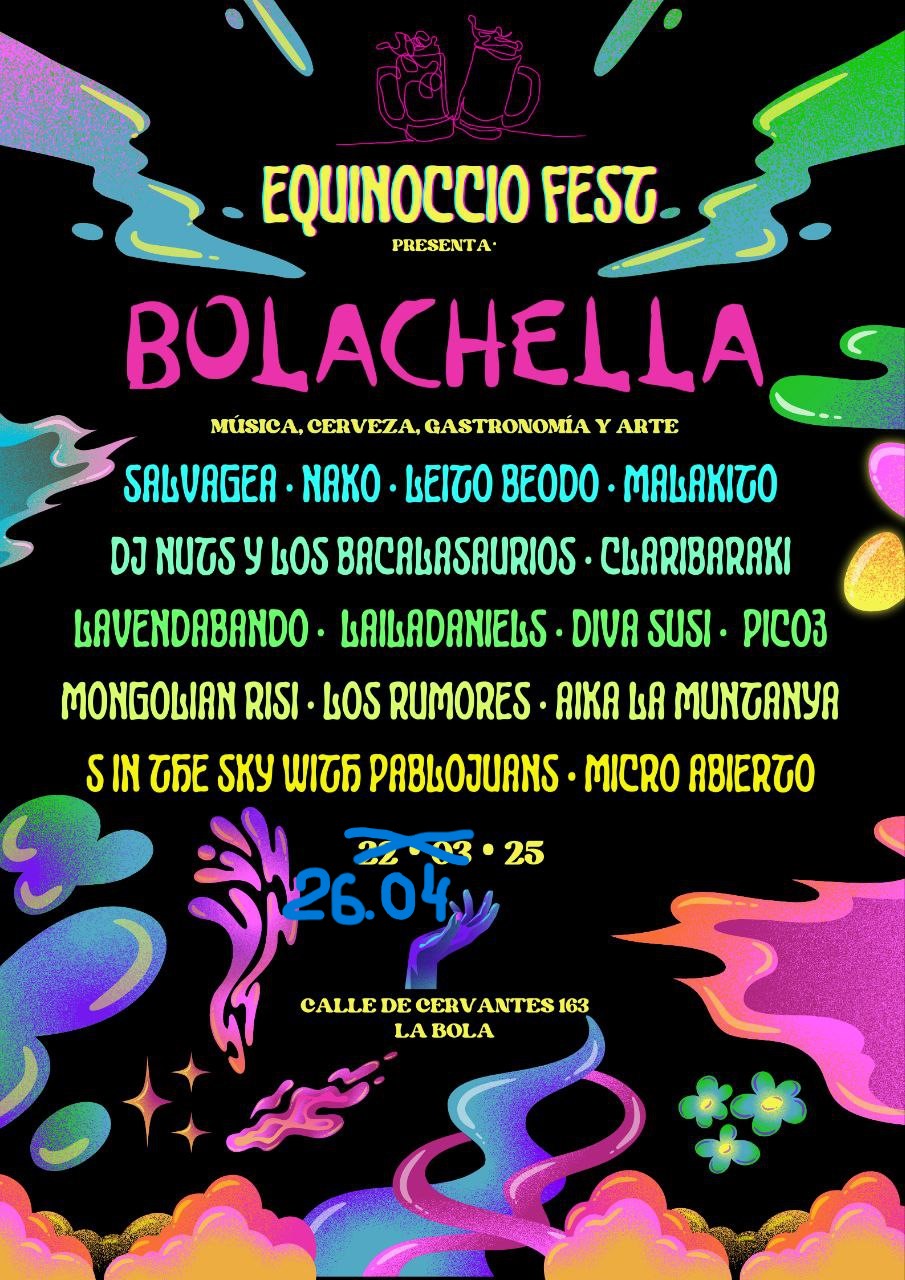 EQUINOCCIO FEST
PRESENTA·
BOLACHELLA
MÚSICA, CERVEZA, GASTRONOMÍA Y ARTE
SALVAGEA · NAKO · LEITO BEODO · MALAKITO
DJ NUTS Y LOS BACALASAURIOS · CLARIBARAKI
LAVENDABANDO · LAILADANIELS · DIVA SUSI · PICO3
MONGOLIAN RISI · LOS RUMORES · AIKA LA MUNTANYA
S IN THE SKY WITH PABLOJUANS · MICRO ABIERTO
22 • 03 • 25
26.04
CALLE DE CERVANTES 163
LA BOLA